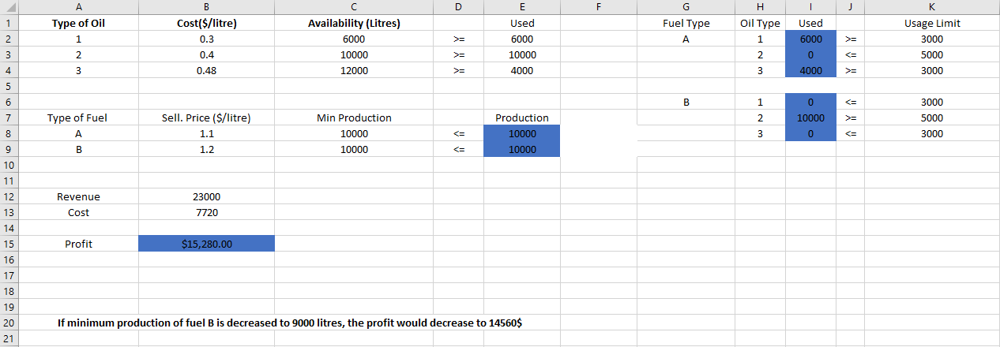 A B C D E F G H I J K
1 Type of Oil Cost($/litre) Availability (Litres) Used Fuel Type Oil Type Used Usage Limit
2 1 0.3 6000 >= 6000 A 1 6000 >= 3000
3 2 0.4 10000 >= 10000 2 0 <= 5000
4 3 0.48 12000 >= 4000 3 4000 >= 3000
5
6 B 1 0 <= 3000
7 Type of Fuel Sell. Price ($/litre) Min Production Production 2 10000 >= 5000
8 A 1.1 10000 <= 10000 3 0 <= 3000
9 B 1.2 10000 <= 10000
10
11
12 Revenue 23000
13 Cost 7720
14
15 Profit $15,280.00
16
17
18
19
20 If minimum production of fuel B is decreased to 9000 litres, the profit would decrease to 14560$
21